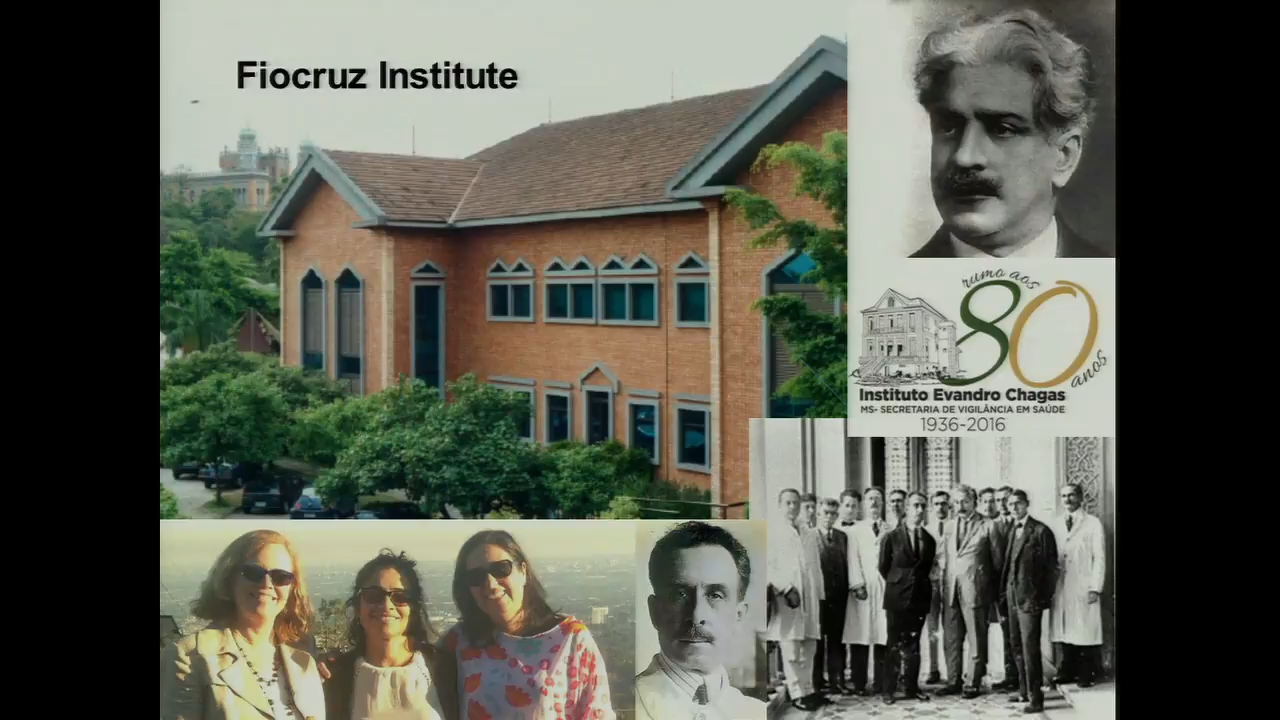 Fiocruz Institute
rumo aos
80
anos
Instituto Evandro Chagas
MS- SECRETARIA DE VIGILÂNCIA EM SAÚDE
1936-2016